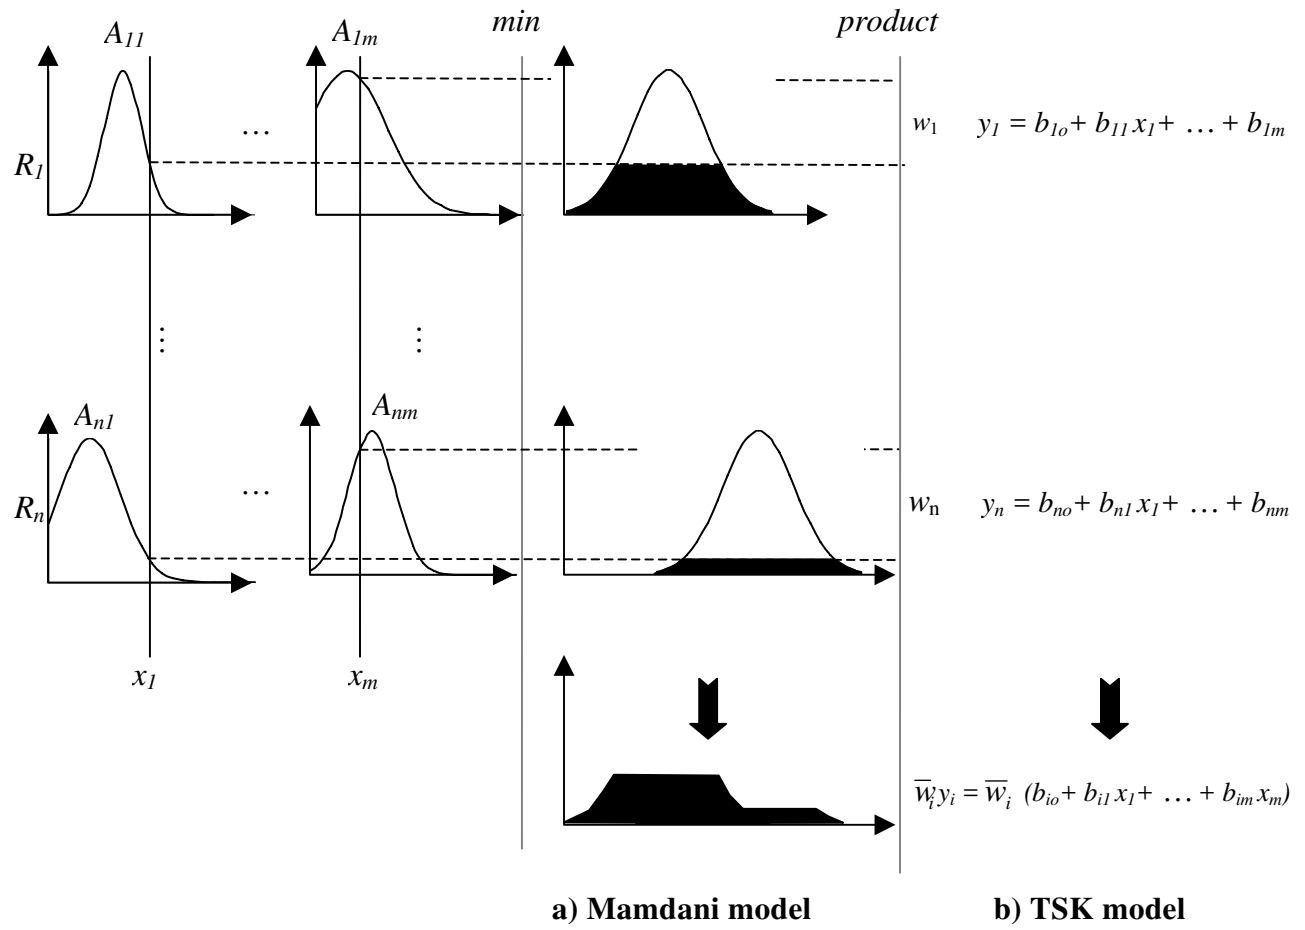 A11 A1m min product
R1 … w1 y1 = b1o + b11 x1 + … + b1m
⋮ ⋮
An1 Anm
Rn … wn yn = bno + bn1 x1 + … + bnm
x1 xm
w̅i yi = w̅i (bio + bi1 x1 + … + bim xm)
a) Mamdani model b) TSK model